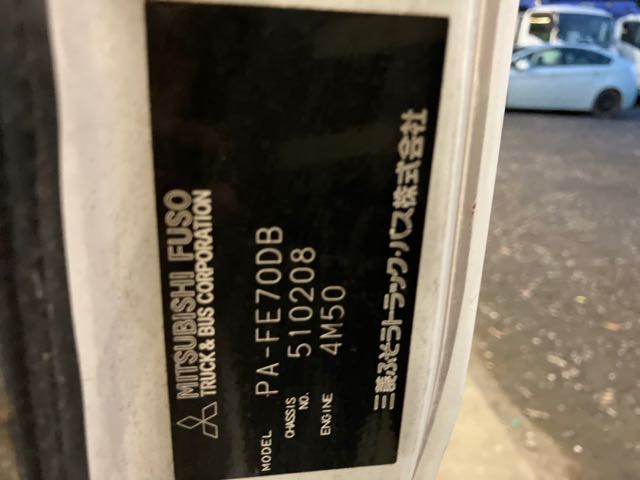 MITSUBISHI FUSO
TRUCK & BUS CORPORATION
MODEL PA-FE70DB
CHASSIS NO. 510208
ENGINE 4M50
三菱ふそうトラック・バス株式会社